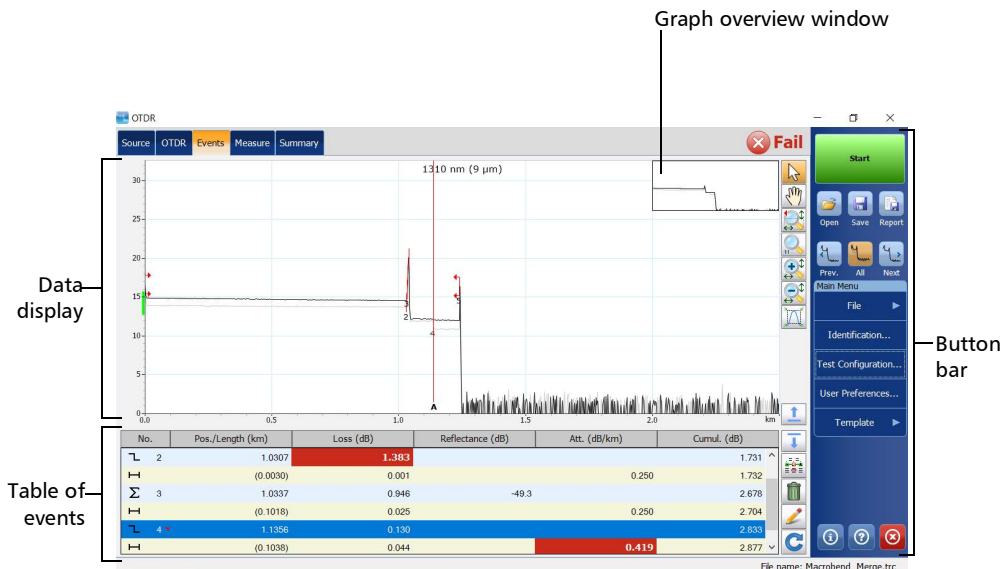 Graph overview window
OTDR
Source OTDR Events Measure Summary
Fail
1310 nm (9 µm)
30
25
20
15
10
5
0
0.0 0.5 1.0 1.5 2.0 km
2
3
4
5
A
Data
display
Start
Open Save Report
Prev. All Next
Main Menu
File
Identification...
Test Configuration...
User Preferences...
Template
Button
bar
Table of
events
No. Pos./Length (km) Loss (dB) Reflectance (dB) Att. (dB/km) Cumul. (dB)
2 1.0307 1.383 1.731
(0.0030) 0.001 0.250 1.732
Σ 3 1.0337 0.946 -49.3 2.678
(0.1018) 0.025 0.250 2.704
4 1.1356 0.130 2.833
(0.1038) 0.044 0.419 2.877
File name: Macrobend_Merge.trc